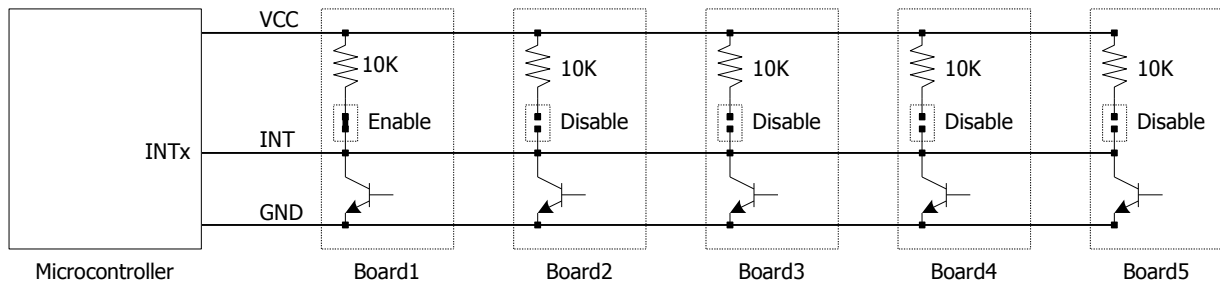 VCC
10K 10K 10K 10K 10K
Enable Disable Disable Disable Disable
INT
INTx
GND
Microcontroller Board1 Board2 Board3 Board4 Board5